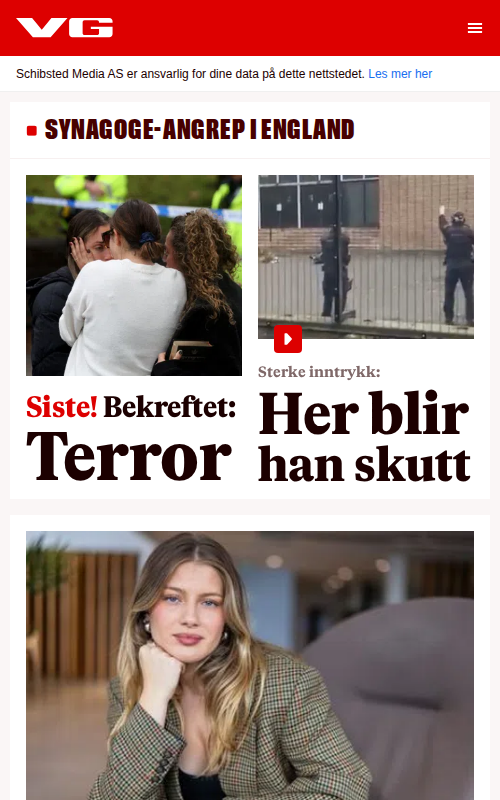 VG
Schibsted Media AS er ansvarlig for dine data på dette nettstedet. Les mer her
SYNAGOGE-ANGREP I ENGLAND
Siste! Bekreftet:
Terror
Sterke inntrykk:
Her blir
han skutt